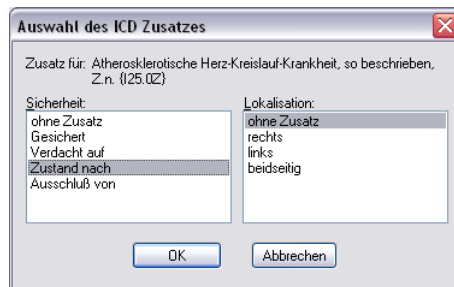 Auswahl des ICD Zusatzes
Zusatz für: Atherosklerotische Herz-Kreislauf-Krankheit, so beschrieben,
Z.n. {I25.0Z}
Sicherheit:
ohne Zusatz
Gesichert
Verdacht auf
Zustand nach
Ausschluß von
Lokalisation:
ohne Zusatz
rechts
links
beidseitig
OK
Abbrechen